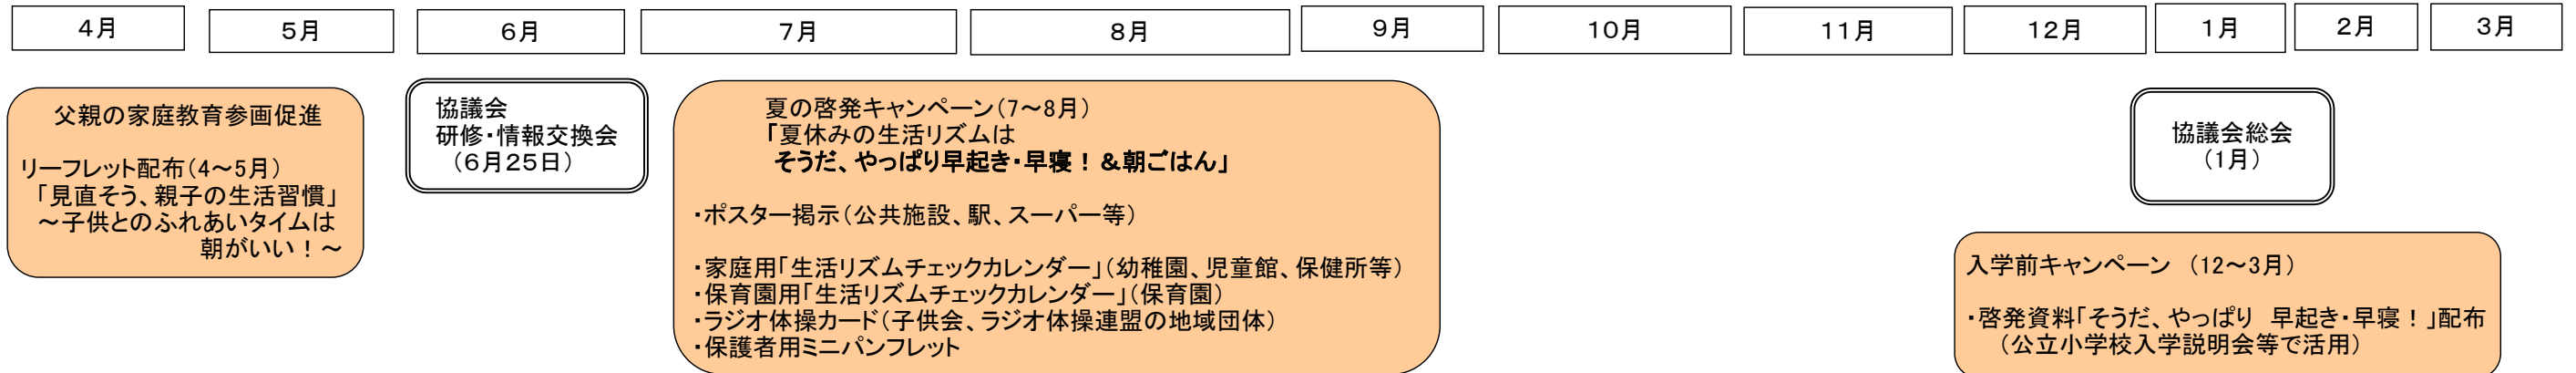 4月
5月
6月
7月
8月
9月
10月
11月
12月
1月
2月
3月
父親の家庭教育参画促進
リーフレット配布(4～5月)
「見直そう、親子の生活習慣」
～子供とのふれあいタイムは
朝がいい！～
協議会
研修・情報交換会
(6月25日)
夏の啓発キャンペーン(7～8月)
「夏休みの生活リズムは
そうだ、やっぱり早起き・早寝！＆朝ごはん」
・ポスター掲示(公共施設、駅、スーパー等)
・家庭用「生活リズムチェックカレンダー」(幼稚園、児童館、保健所等)
・保育園用「生活リズムチェックカレンダー」(保育園)
・ラジオ体操カード(子供会、ラジオ体操連盟の地域団体)
・保護者用ミニパンフレット
協議会総会
(1月)
入学前キャンペーン (12～3月)
・啓発資料「そうだ、やっぱり 早起き・早寝！」配布
(公立小学校入学説明会等で活用)